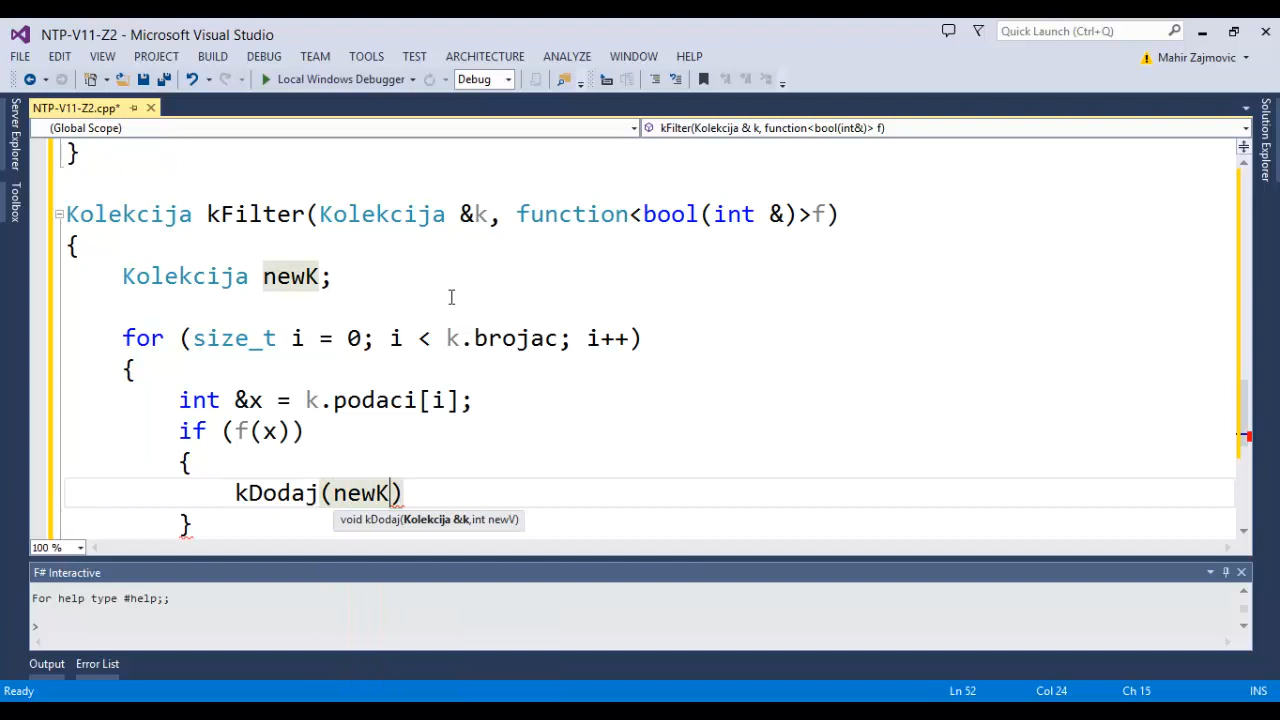 NTP-V11-Z2 - Microsoft Visual Studio
Quick Launch (Ctrl+Q)
FILE EDIT VIEW PROJECT BUILD DEBUG TEAM TOOLS TEST ARCHITECTURE ANALYZE WINDOW HELP
Mahir Zajmovic
Local Windows Debugger
Debug
Server Explorer
Toolbox
Solution Explorer
NTP-V11-Z2.cpp*
(Global Scope)
kFilter(Kolekcija & k, function<bool(int&)> f)
}
Kolekcija kFilter(Kolekcija &k, function<bool(int &)>f)
{
Kolekcija newK;
for (size_t i = 0; i < k.brojac; i++)
{
int &x = k.podaci[i];
if (f(x))
{
kDodaj(newK)
void kDodaj(Kolekcija &k,int newV)
}
100 %
F# Interactive
For help type #help;;
>
Output Error List
Ready
Ln 52
Col 24
Ch 15
INS